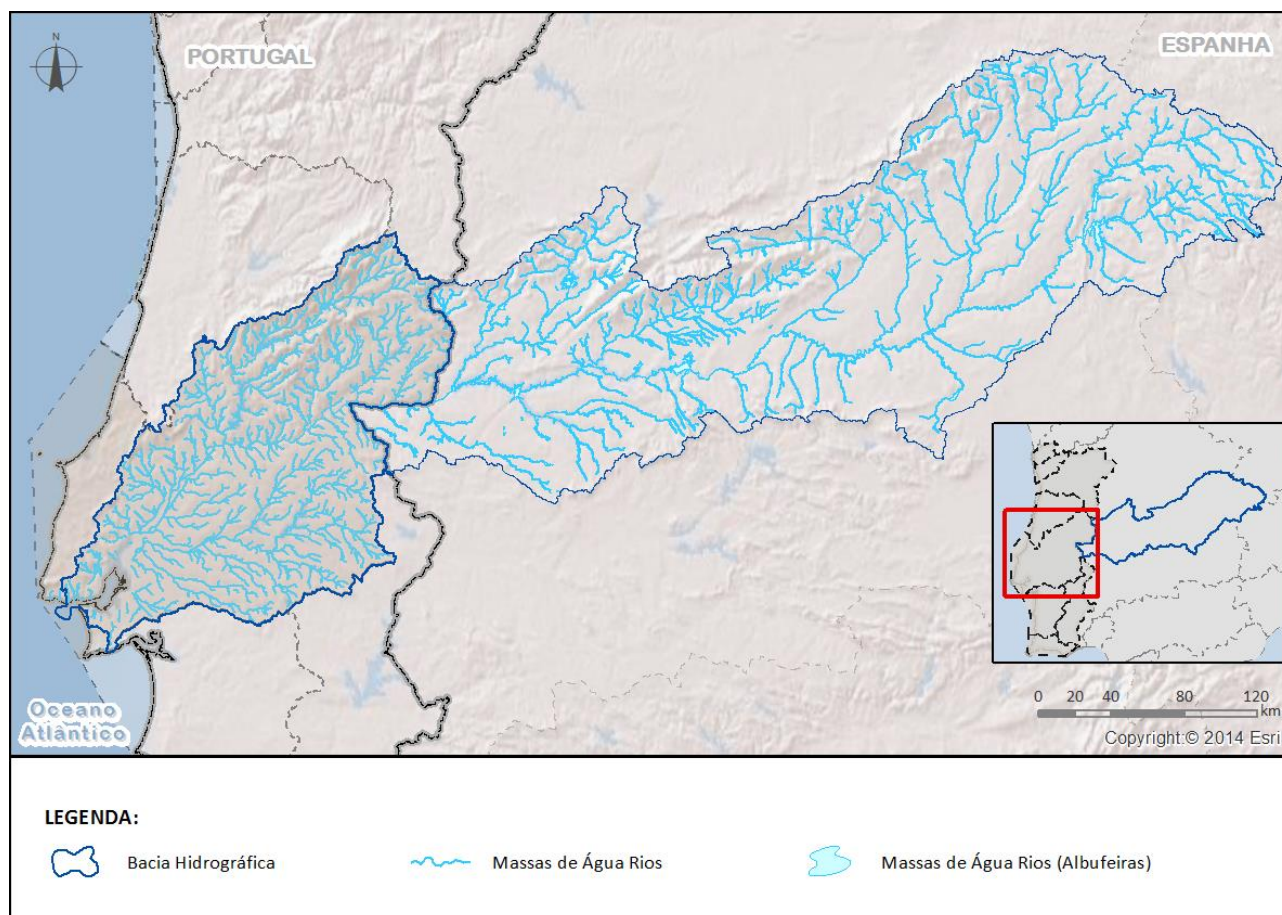 N
PORTUGAL
ESPANHA
Oceano
Atlântico
0 20 40 80 120
km
Copyright:© 2014 Esri
LEGENDA:
Bacia Hidrográfica
Massas de Água Rios
Massas de Água Rios (Albufeiras)